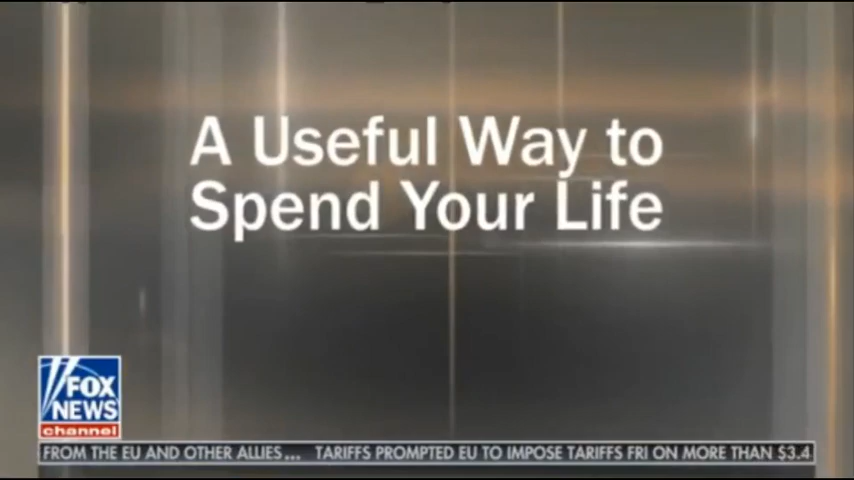 A Useful Way to
Spend Your Life
FOX
NEWS
channel
FROM THE EU AND OTHER ALLIES... TARIFFS PROMPTED EU TO IMPOSE TARIFFS FRI ON MORE THAN $3.4